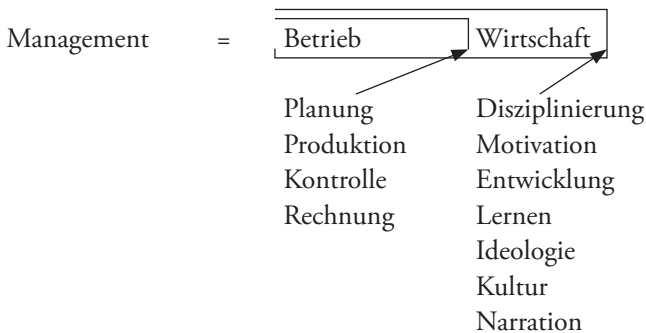 Management = Betrieb Wirtschaft
Planung Disziplinierung
Produktion Motivation
Kontrolle Entwicklung
Rechnung Lernen
Ideologie
Kultur
Narration